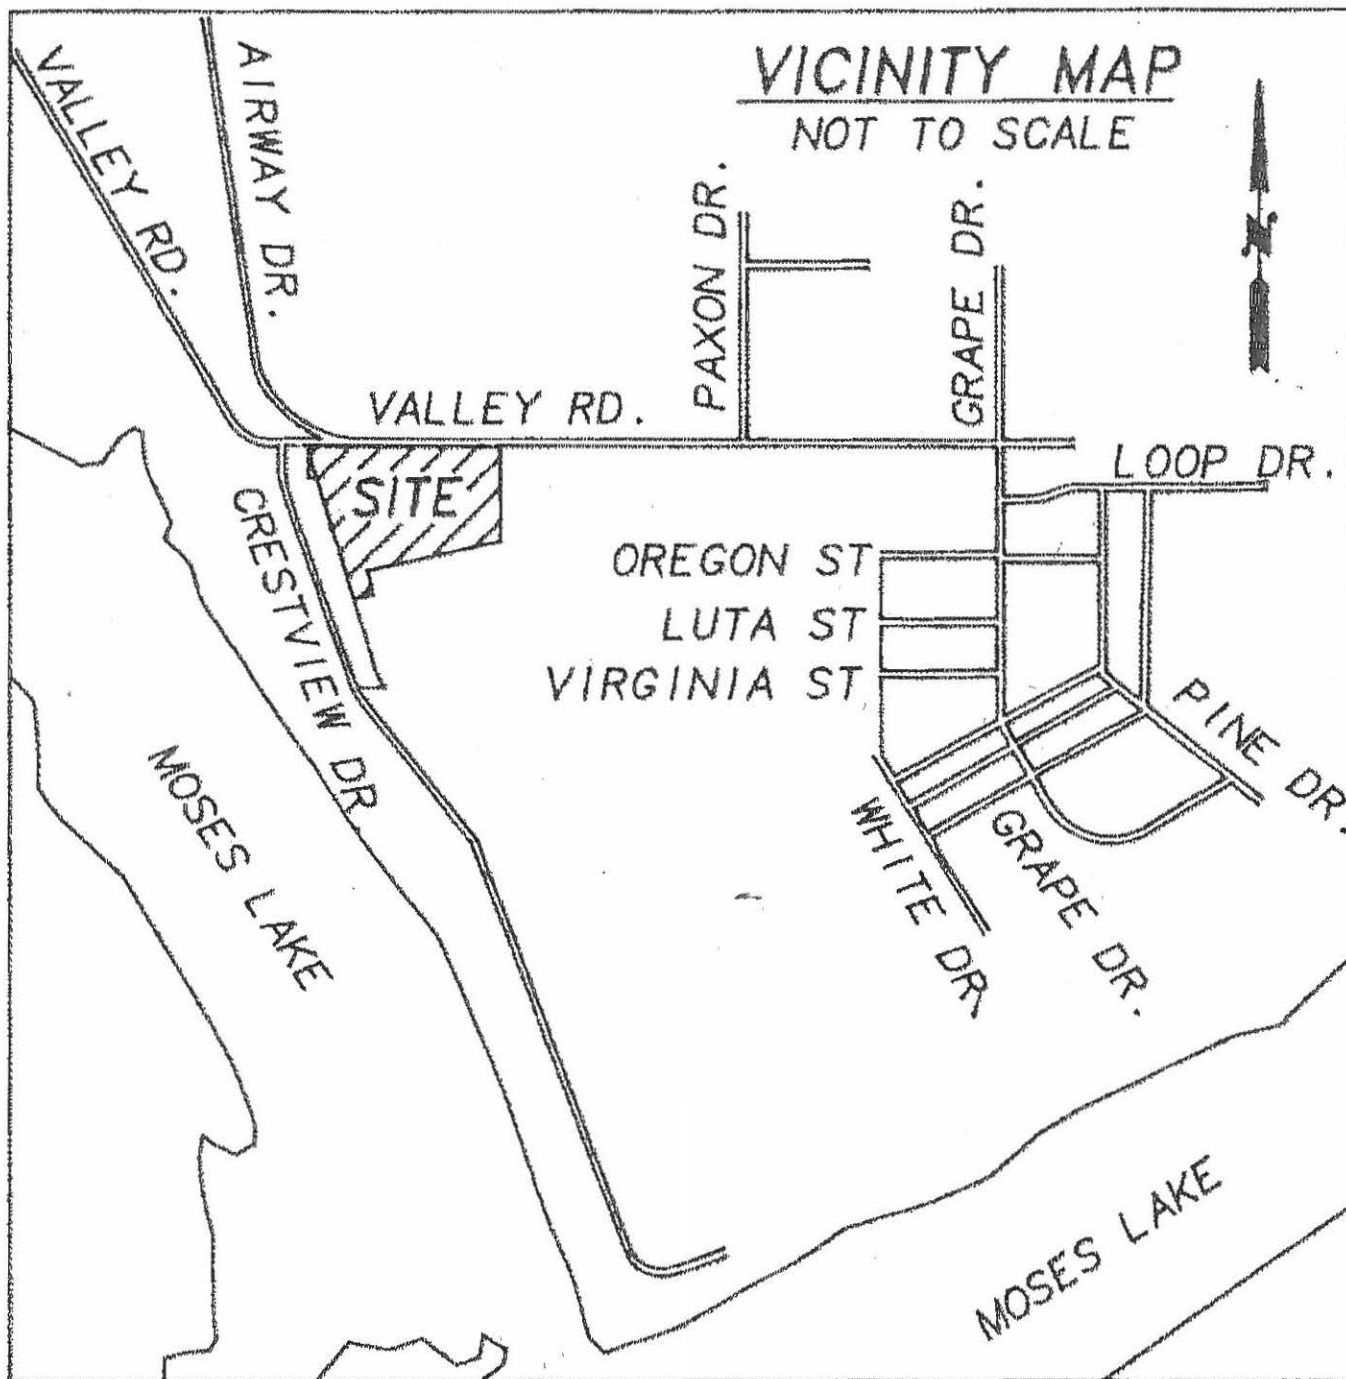 VICINITY MAP
NOT TO SCALE
VALLEY RD.
AIRWAY DR.
PAXON DR.
GRAPE DR.
N
VALLEY RD.
LOOP DR.
SITE
CRESTVIEW DR.
OREGON ST
LUTA ST
VIRGINIA ST
PINE DR.
MOSES LAKE
WHITE DR.
GRAPE DR.
MOSES LAKE